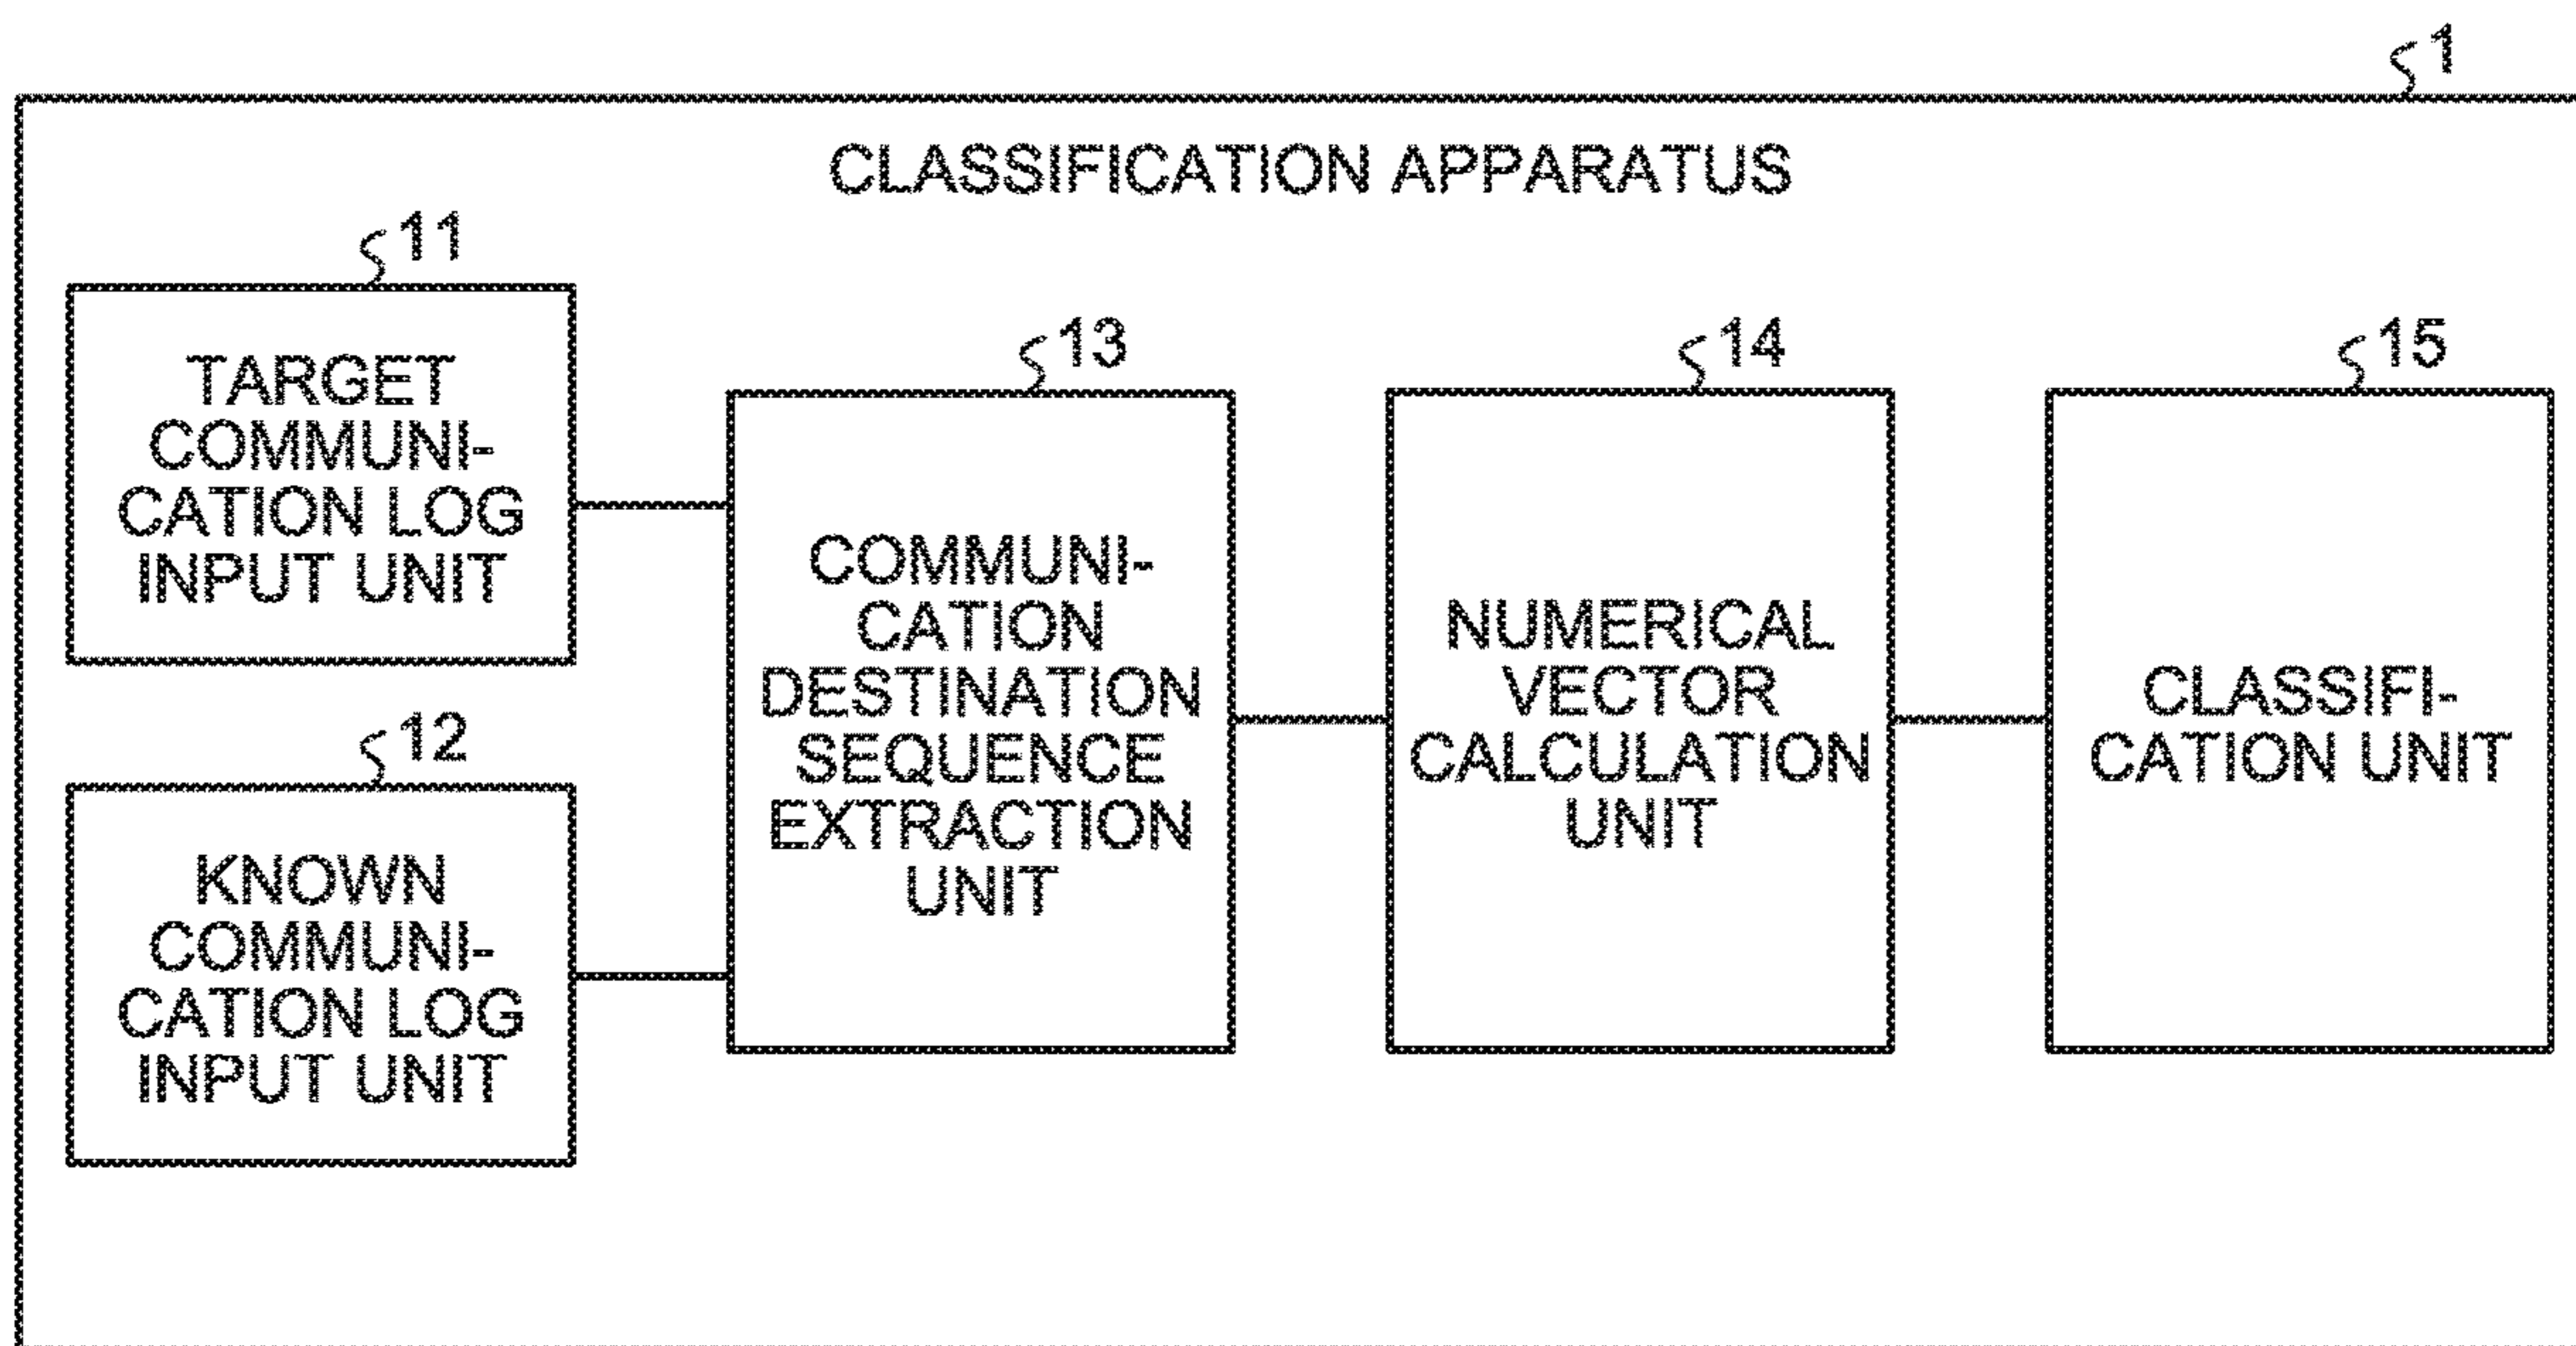 1
CLASSIFICATION APPARATUS
11
TARGET
COMMUNI-
CATION LOG
INPUT UNIT
12
KNOWN
COMMUNI-
CATION LOG
INPUT UNIT
13
COMMUNI-
CATION
DESTINATION
SEQUENCE
EXTRACTION
UNIT
14
NUMERICAL
VECTOR
CALCULATION
UNIT
15
CLASSIFI-
CATION UNIT